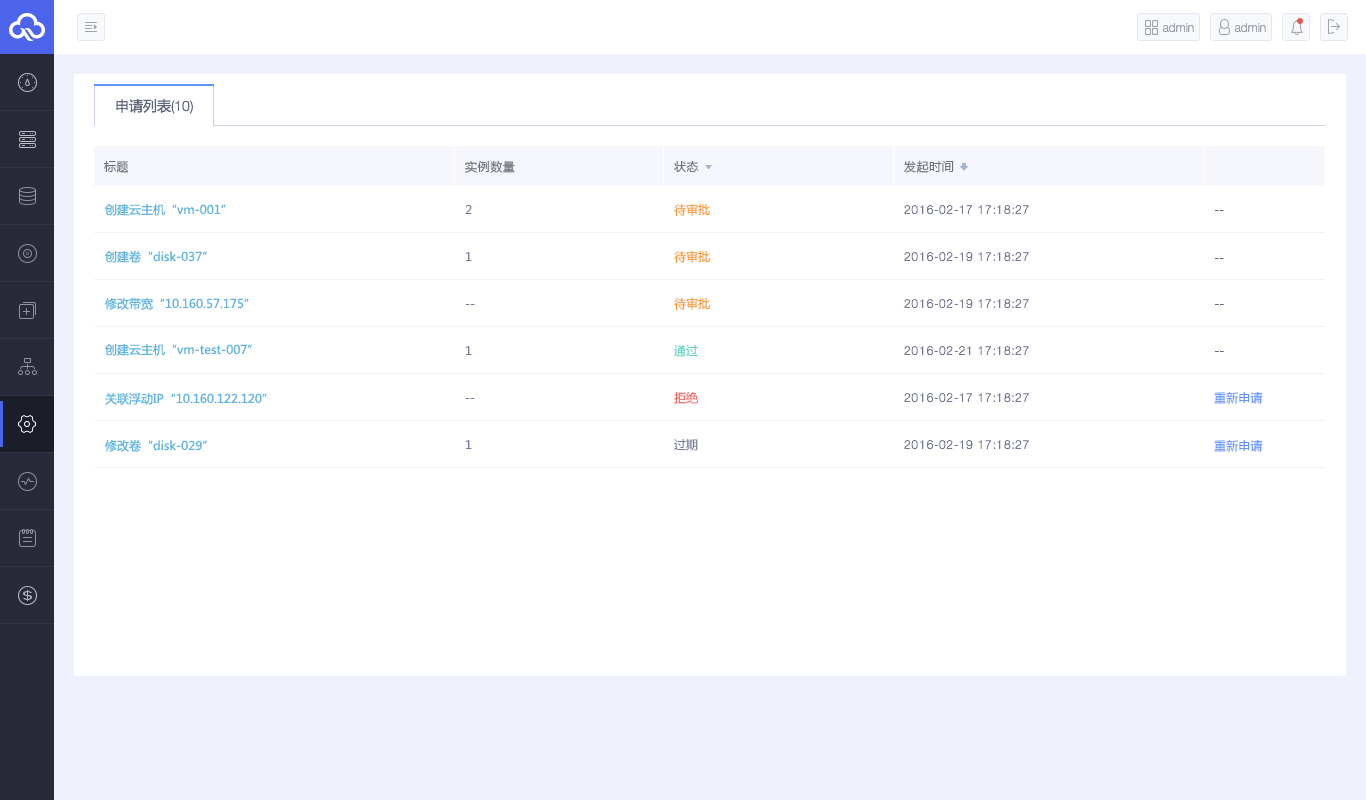 admin admin
申请列表(10)
标题 实例数量 状态 发起时间
创建云主机 “vm-001” 2 待审批 2016-02-17 17:18:27 --
创建卷 “disk-037” 1 待审批 2016-02-19 17:18:27 --
修改带宽 “10.160.57.175” -- 待审批 2016-02-19 17:18:27 --
创建云主机 “vm-test-007” 1 通过 2016-02-21 17:18:27 --
关联浮动IP “10.160.122.120” -- 拒绝 2016-02-17 17:18:27 重新申请
修改卷 “disk-029” 1 过期 2016-02-19 17:18:27 重新申请